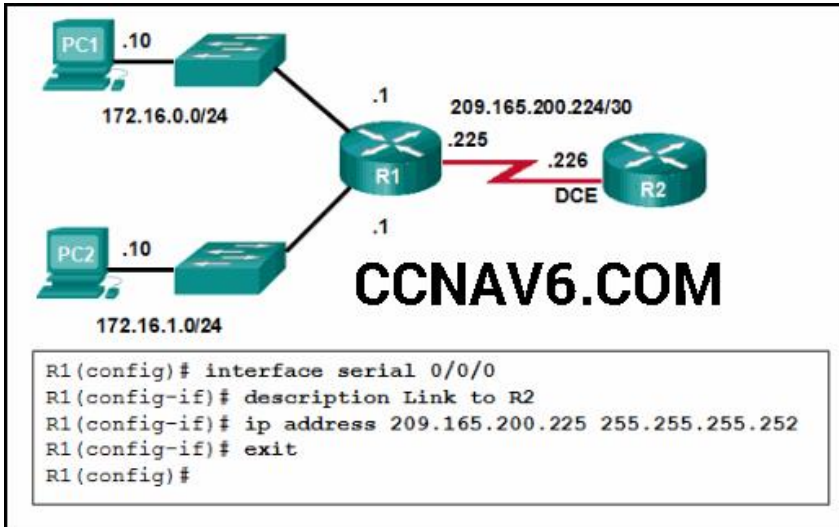 PC1
.10
172.16.0.0/24
.1
209.165.200.224/30
.225
R1
.226
DCE
R2
.1
PC2
.10
172.16.1.0/24
CCNAV6.COM
R1(config)# interface serial 0/0/0
R1(config-if)# description Link to R2
R1(config-if)# ip address 209.165.200.225 255.255.255.252
R1(config-if)# exit
R1(config)#